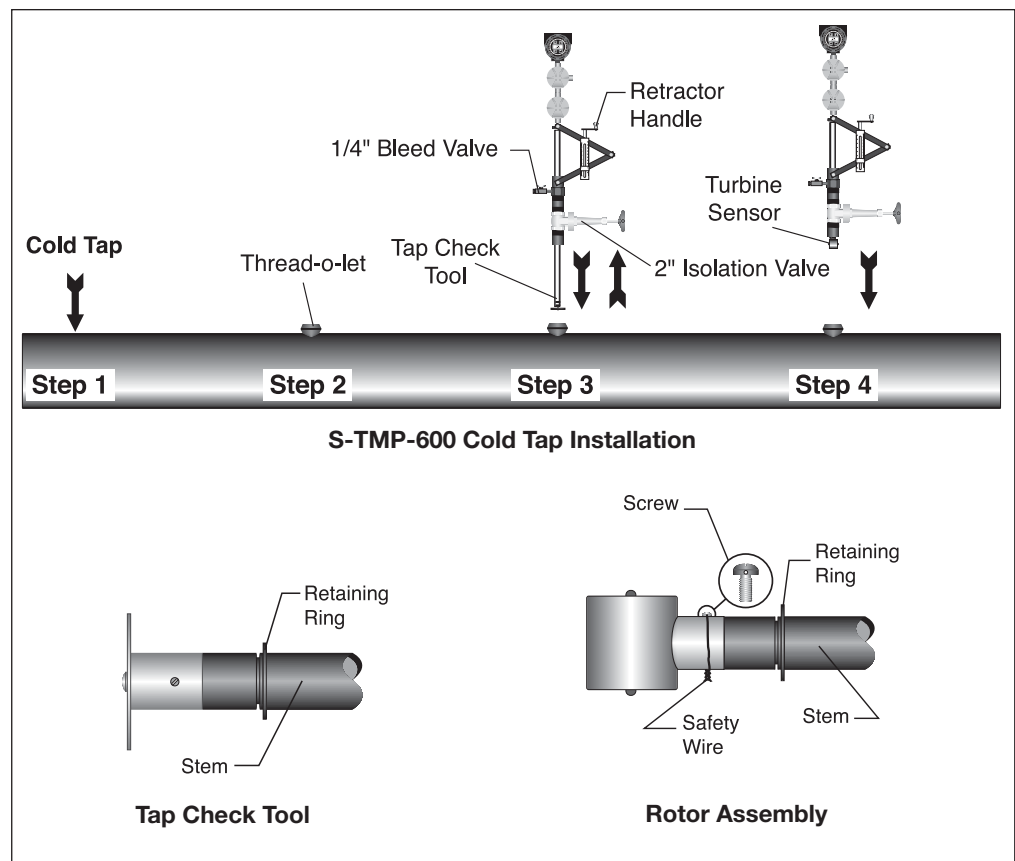 Retractor
Handle
1/4" Bleed Valve
Turbine
Sensor
Cold Tap
Thread-o-let
Tap Check
Tool
2" Isolation Valve
Step 1
Step 2
Step 3
Step 4
S-TMP-600 Cold Tap Installation
Retaining
Ring
Stem
Tap Check Tool
Screw
Retaining
Ring
Safety
Wire
Stem
Rotor Assembly